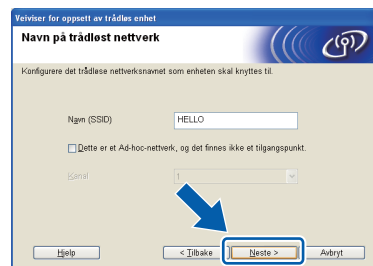 Veiviser for oppsett av trådløs enhet
Navn på trådløst nettverk
Konfigurere det trådløse nettverksnavnet som enheten skal knyttes til.
Navn (SSID) HELLO
Dette er et Ad-hoc-nettverk, og det finnes ikke et tilgangspunkt.
Kanal 1
Hjelp < Tilbake Neste > Avbryt